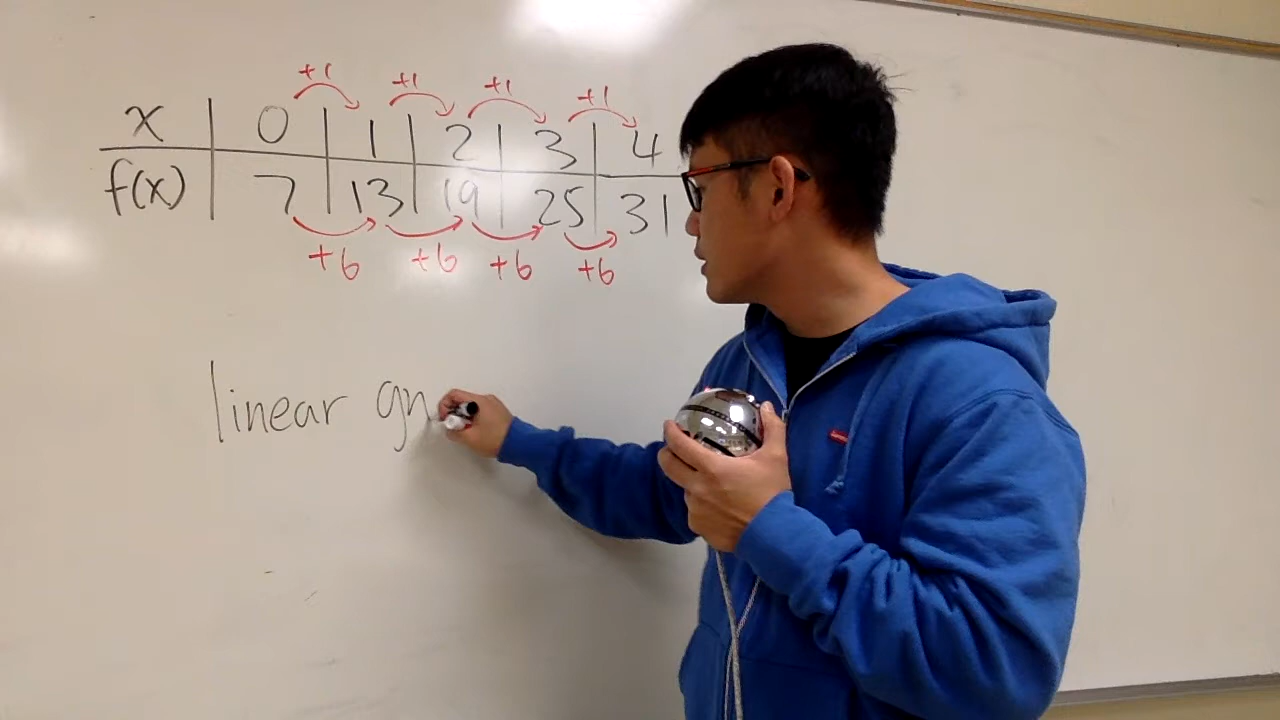 +1 +1 +1 +1
x 0 1 2 3 4
f(x) 7 13 19 25 31
+6 +6 +6 +6
linear